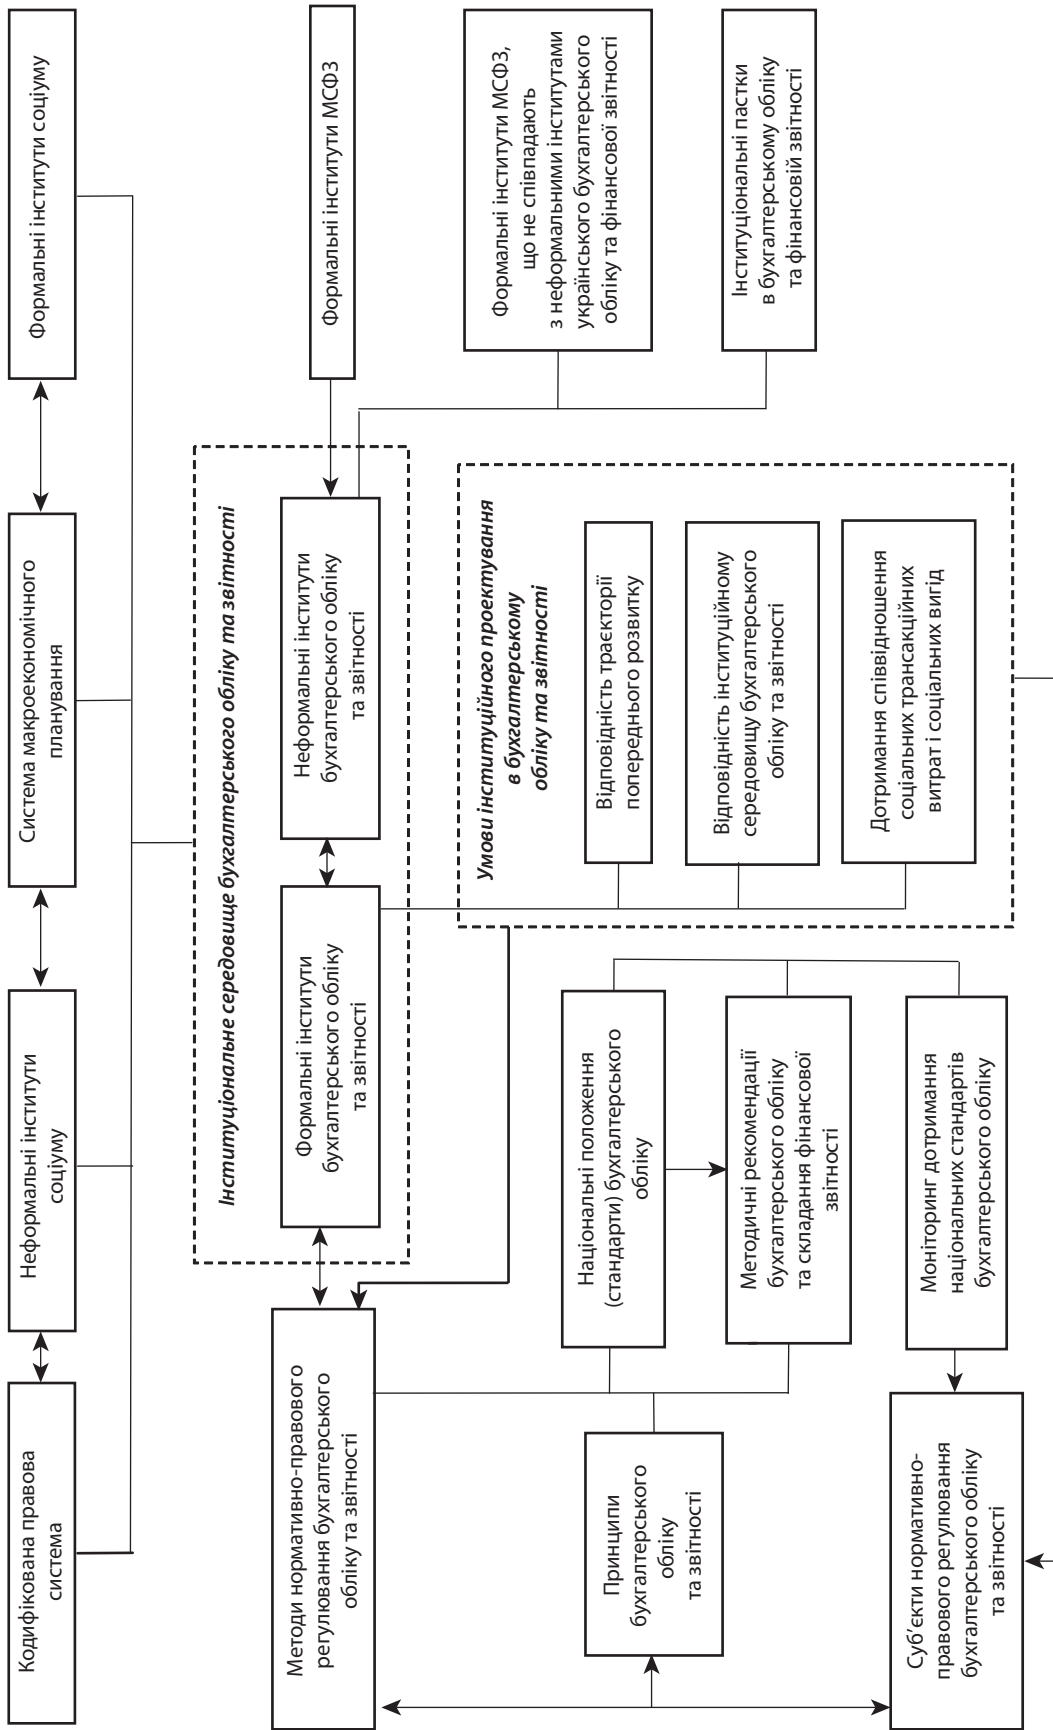 Кодифікована правова
система
Неформальні інститути
соціуму
Система макроекономічного
планування
Формальні інститути соціуму
Інституціональне середовище бухгалтерського обліку та звітності
Методи нормативно-правового
регулювання бухгалтерського
обліку та звітності
Формальні інститути
бухгалтерського обліку
та звітності
Неформальні інститути
бухгалтерського обліку
та звітності
Формальні інститути МСФЗ
Умови інституційного проектування
в бухгалтерському
обліку та звітності
Формальні інститути МСФЗ,
що не співпадають
з неформальними інститутами
українського бухгалтерського
обліку та фінансової звітності
Принципи
бухгалтерського
обліку
та звітності
Національні положення
(стандарти) бухгалтерського
обліку
Відповідність траєкторії
попереднього розвитку
Методичні рекомендації
бухгалтерського обліку
та складання фінансової
звітності
Відповідність інституційному
середовищу бухгалтерського
обліку та звітності
Інституціональні пастки
в бухгалтерському обліку
та фінансовій звітності
Суб'єкти нормативно-
правового регулювання
бухгалтерського обліку
та звітності
Моніторинг дотримання
національних стандартів
бухгалтерського обліку
Дотримання співвідношення
соціальних трансакційних
витрат і соціальних вигід